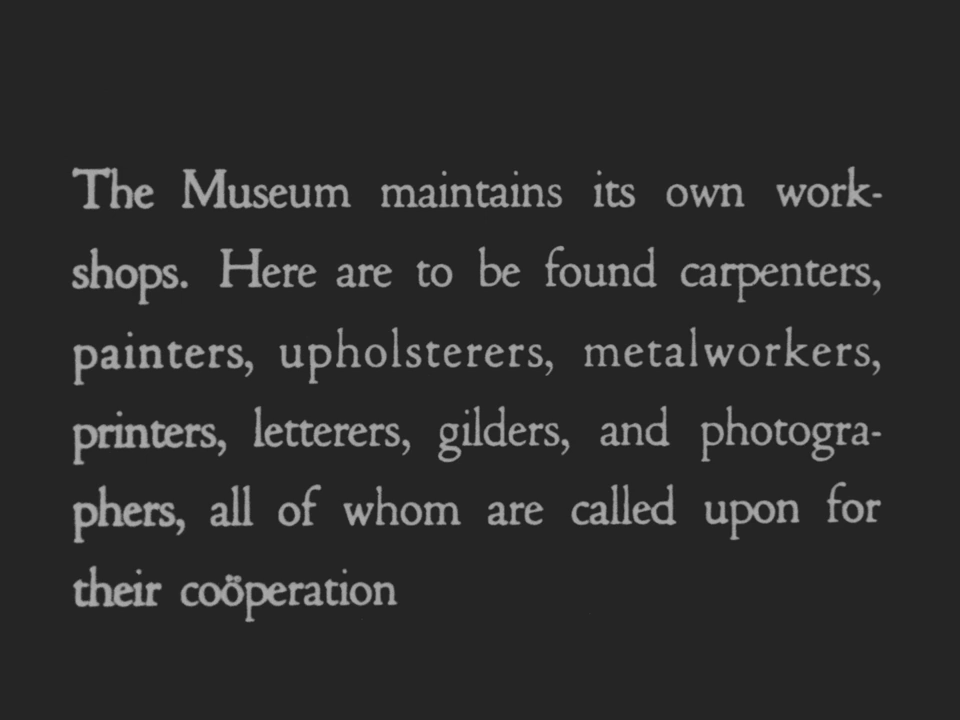 The Museum maintains its own work-
shops. Here are to be found carpenters,
painters, upholsterers, metalworkers,
printers, letterers, gilders, and photogra-
phers, all of whom are called upon for
their coöperation